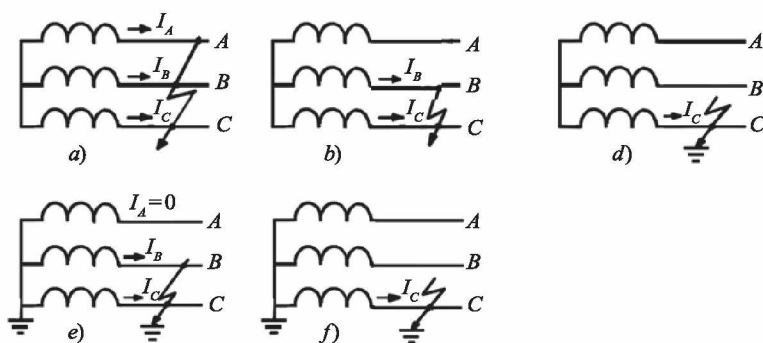 I_A A
I_B B
I_C C
a)
A
I_B B
I_C C
b)
A
B
I_C C
d)
I_A=0 A
I_B B
I_C C
e)
A
B
I_C C
f)